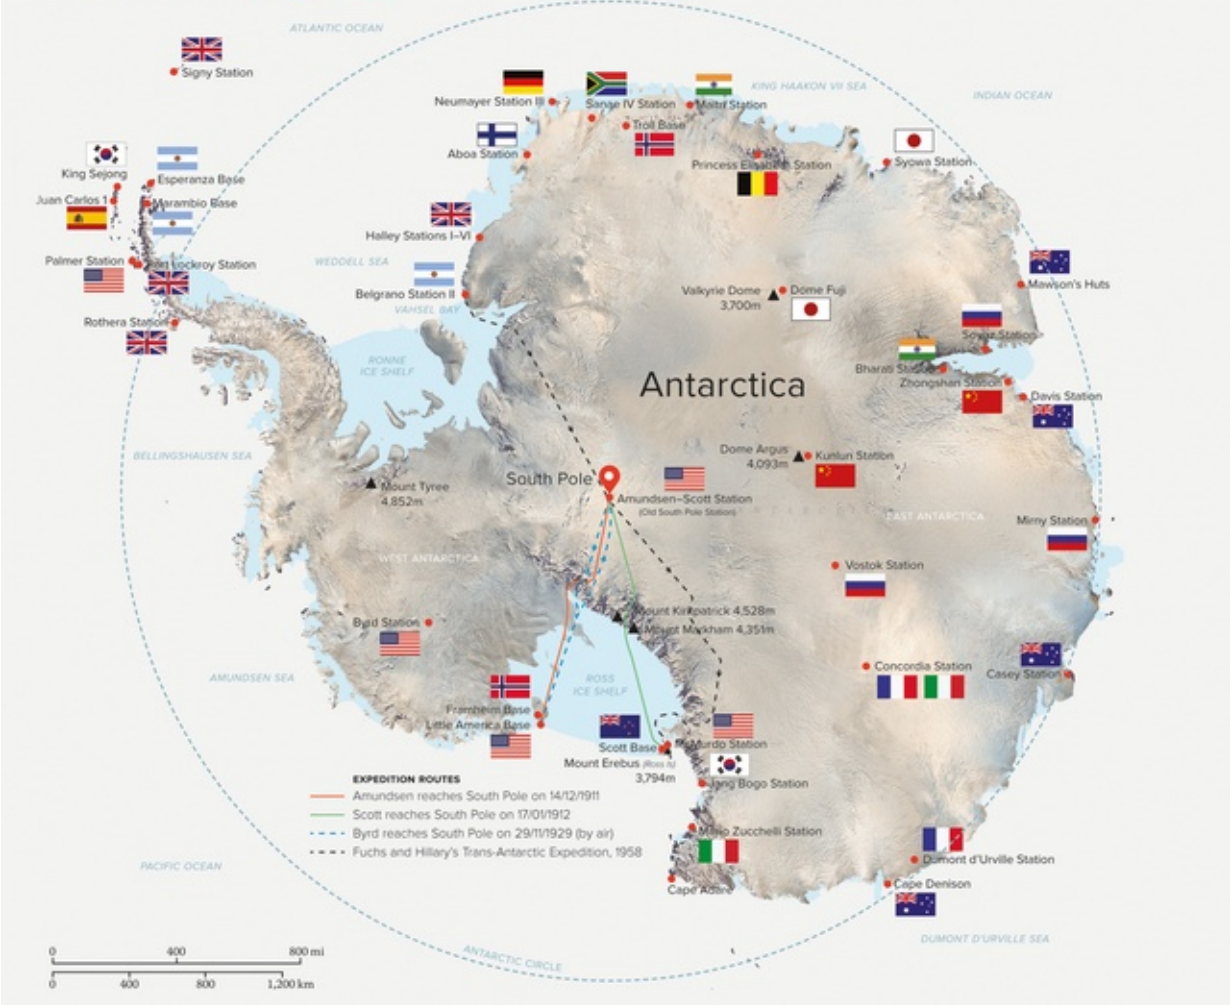 ATLANTIC OCEAN
Signy Station
Neumayer Station III
Sanae IV Station
Maitri Station
KING HAAKON VII SEA
INDIAN OCEAN
Troll Base
Aboa Station
Princess Elisabeth Station
Syowa Station
King Sejong
Esperanza Base
Juan Carlos 1
Marambio Base
Halley Stations I–VI
Palmer Station
Port Lockroy Station
WEDDELL SEA
Belgrano Station II
VAHSEL BAY
Valkyrie Dome
3,700m
Dome Fuji
Mawson's Huts
Rothera Station
RONNE
ICE SHELF
Soyuz Station
Bharati Station
Zhongshan Station
Davis Station
Antarctica
BELLINGSHAUSEN SEA
Dome Argus
4,093m
Kunlun Station
Mount Tyree
4,852m
South Pole
Amundsen–Scott Station
(Old South Pole Station)
EAST ANTARCTICA
Mirny Station
WEST ANTARCTICA
Vostok Station
Mount Kirkpatrick 4,528m
Mount Markham 4,351m
Byrd Station
AMUNDSEN SEA
ROSS
ICE SHELF
Concordia Station
Casey Station
Framheim Base
Little America Base
Scott Base
McMurdo Station
Mount Erebus (Ross Is)
3,794m
Jang Bogo Station
EXPEDITION ROUTES
Amundsen reaches South Pole on 14/12/1911
Scott reaches South Pole on 17/01/1912
Byrd reaches South Pole on 29/11/1929 (by air)
Fuchs and Hillary's Trans-Antarctic Expedition, 1958
Mario Zucchelli Station
Dumont d'Urville Station
PACIFIC OCEAN
Cape Adare
Cape Denison
DUMONT D'URVILLE SEA
ANTARCTIC CIRCLE
0 400 800 mi
0 400 800 1,200 km